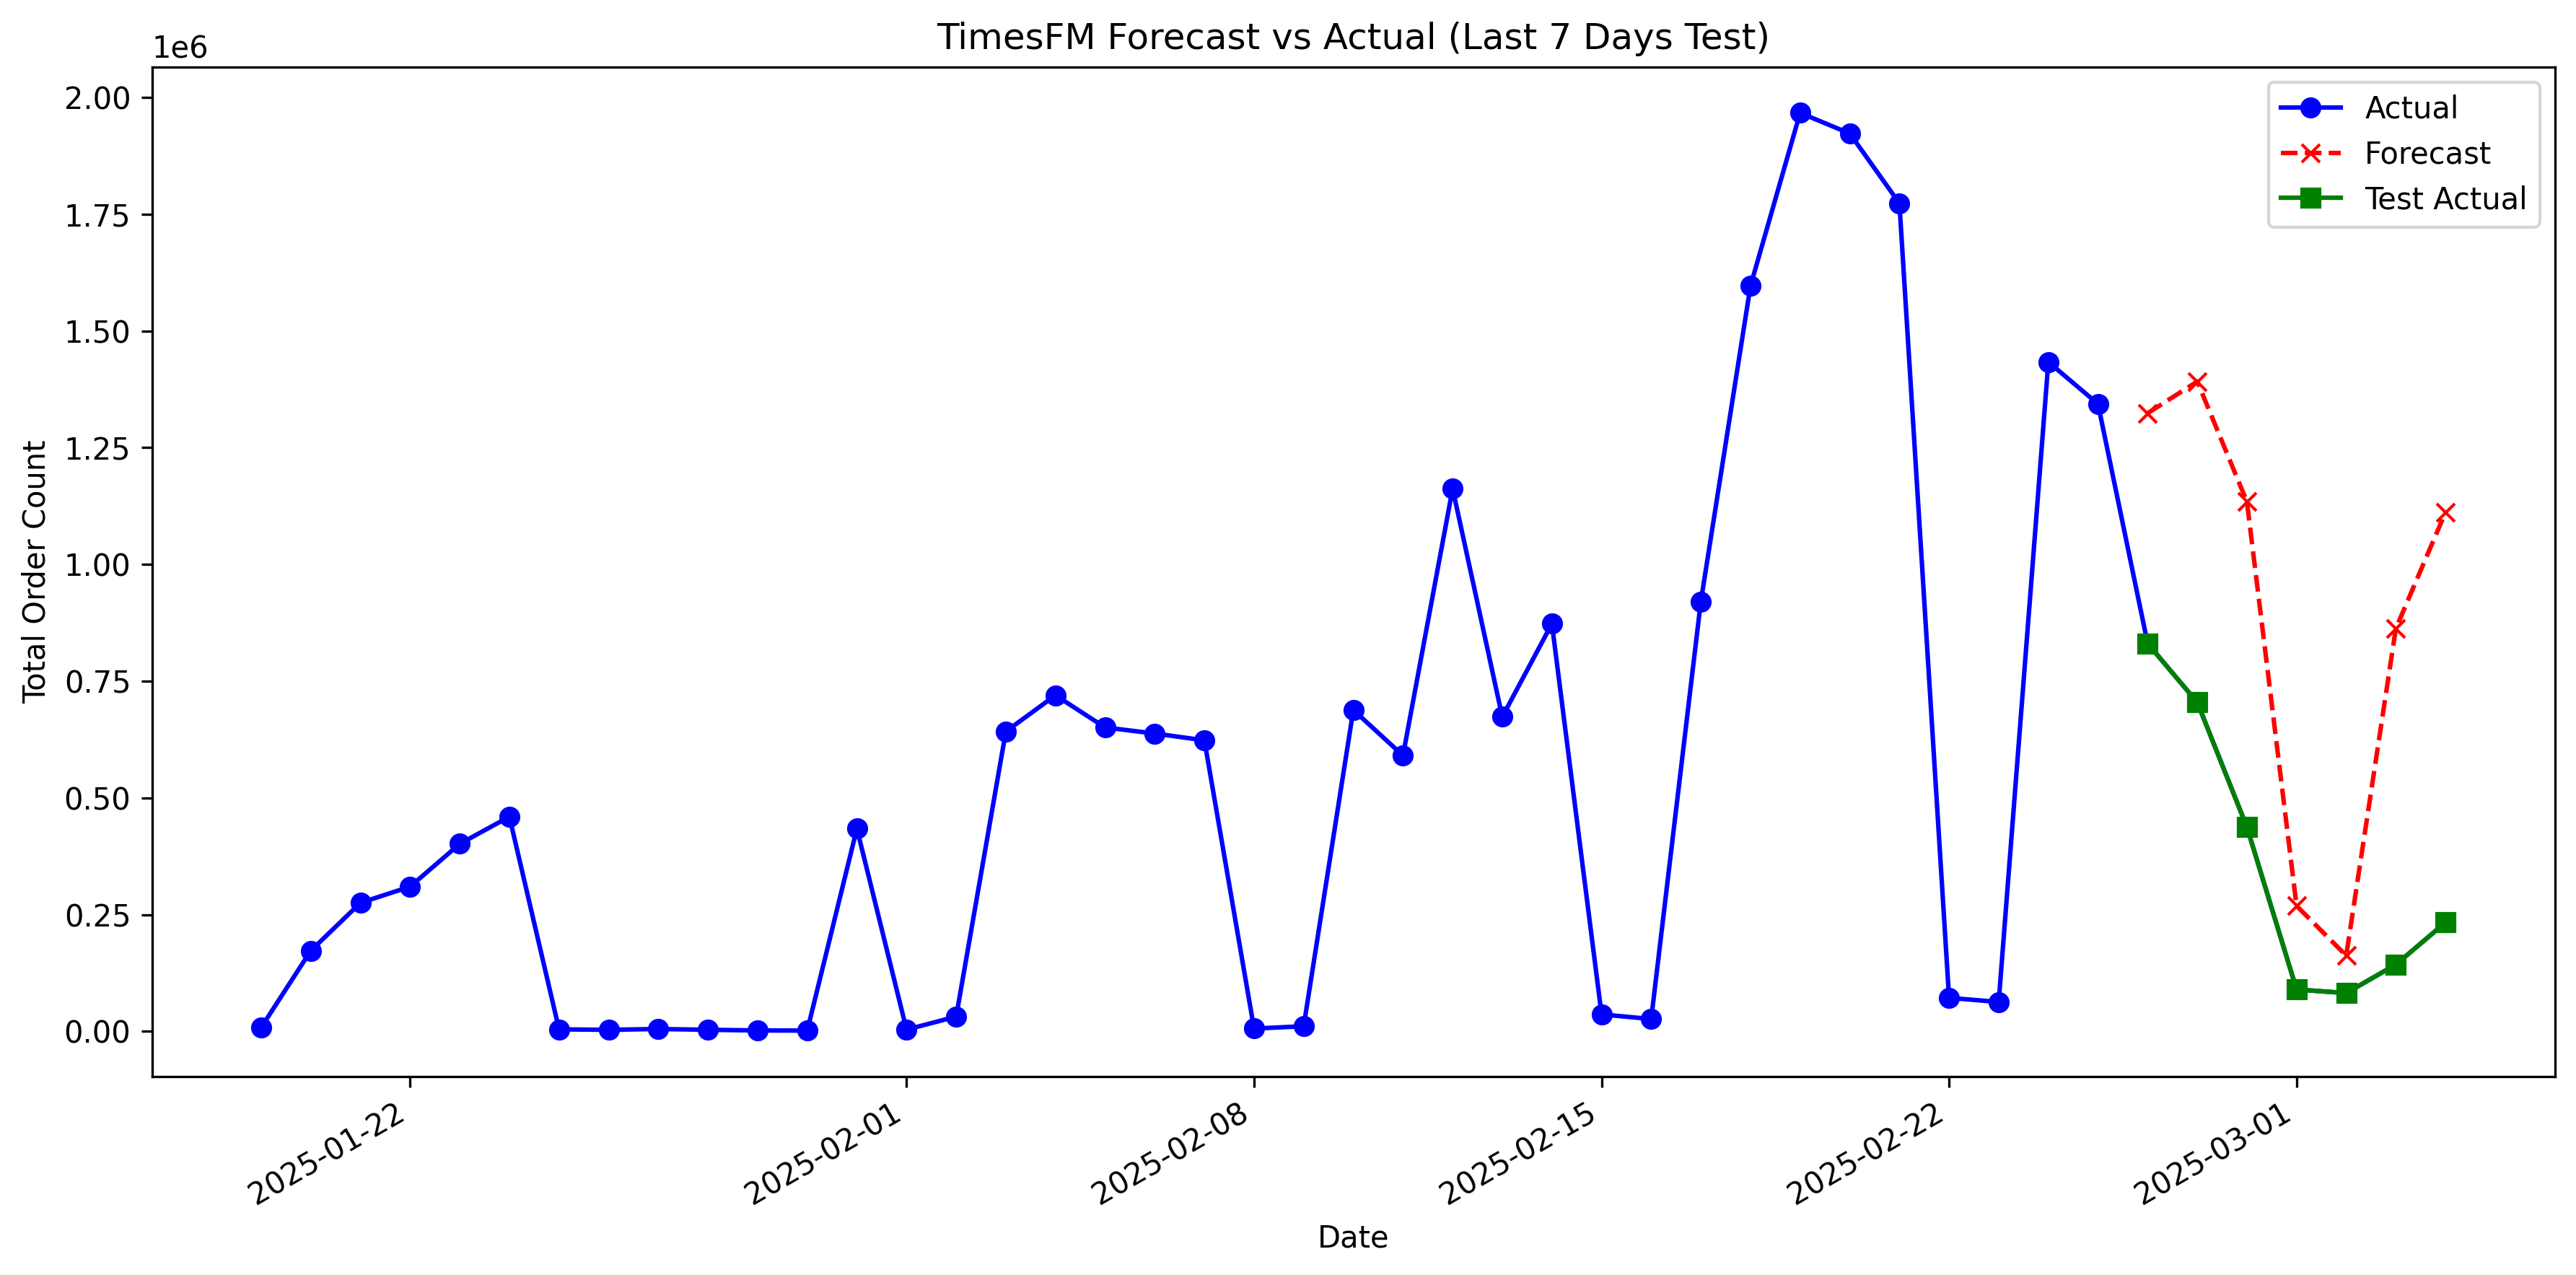 TimesFM Forecast vs Actual (Last 7 Days Test)
1e6
2.00
1.75
1.50
1.25
1.00
0.75
0.50
0.25
0.00
Total Order Count
Actual
Forecast
Test Actual
2025-01-22
2025-02-01
2025-02-08
2025-02-15
2025-02-22
2025-03-01
Date